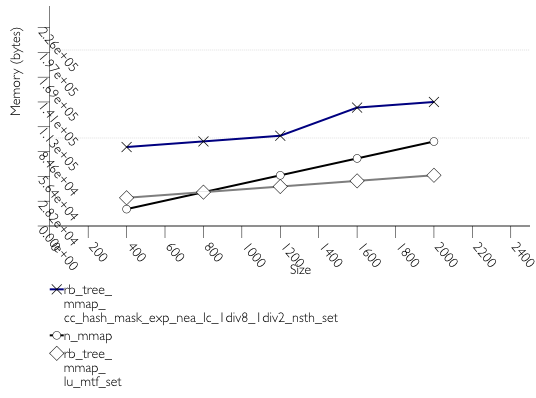 Memory (bytes)
2.26e+05
1.97e+05
1.69e+05
1.41e+05
1.13e+05
8.46e+04
5.64e+04
2.82e+04
0.00e+00
0
200
400
600
800
1000
1200
1400
1600
1800
2000
2200
2400
Size
rb_tree_
mmap_
cc_hash_mask_exp_nea_lc_1div8_1div2_nsth_set
n_mmap
rb_tree_
mmap_
lu_mtf_set